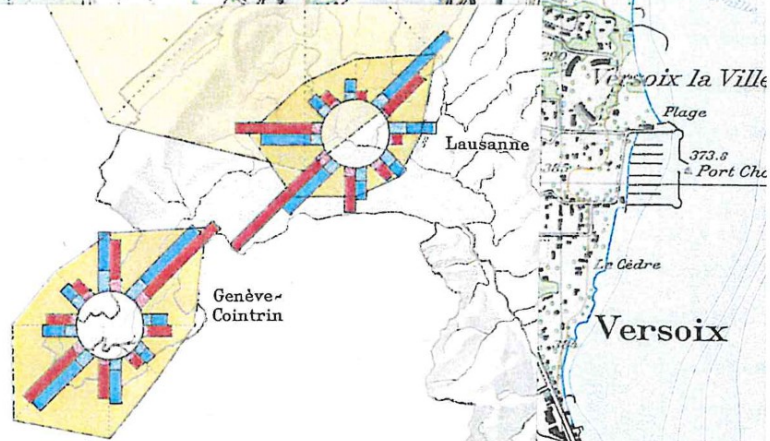 Lausanne
Genève-
Cointrin
Versoix la Ville
Plage
373.8
Port Cho
Le Cèdre
Versoix